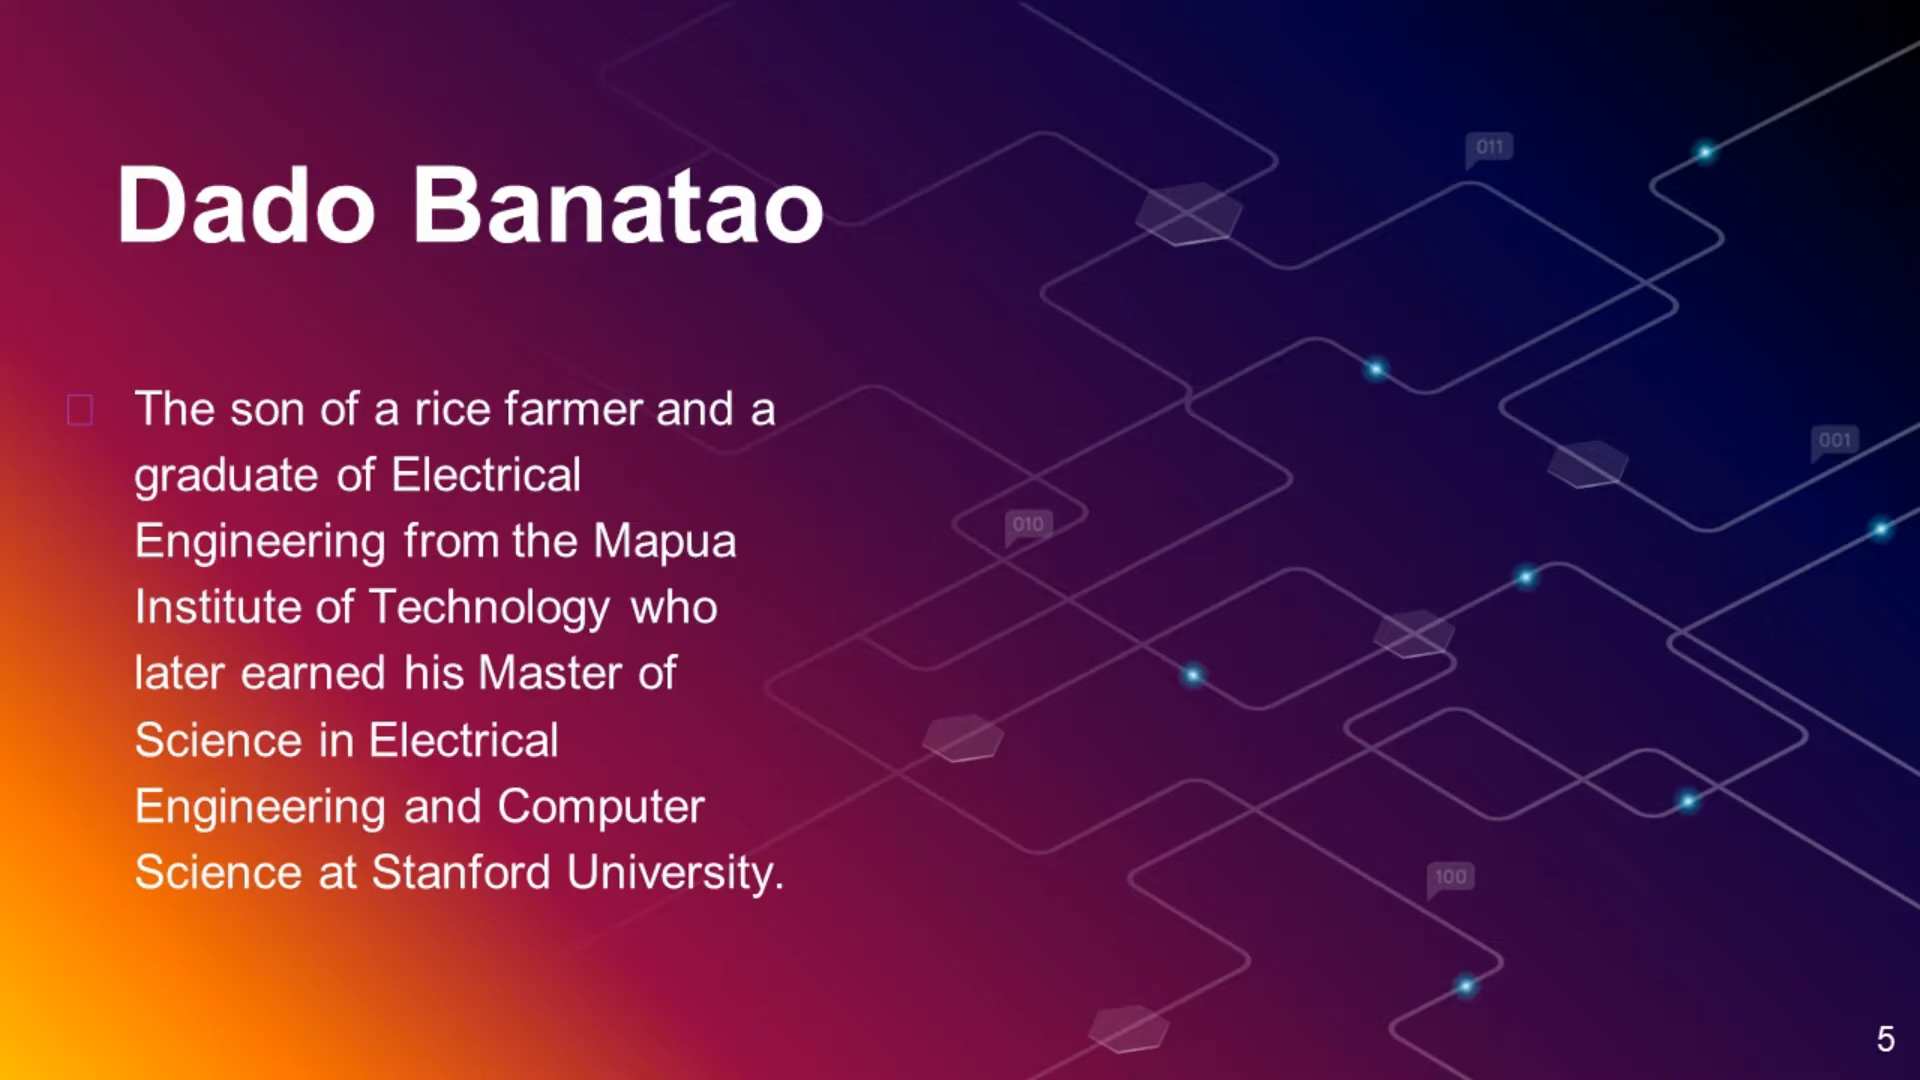 Dado Banatao
The son of a rice farmer and a
graduate of Electrical
Engineering from the Mapua
Institute of Technology who
later earned his Master of
Science in Electrical
Engineering and Computer
Science at Stanford University.
011
001
010
100
5